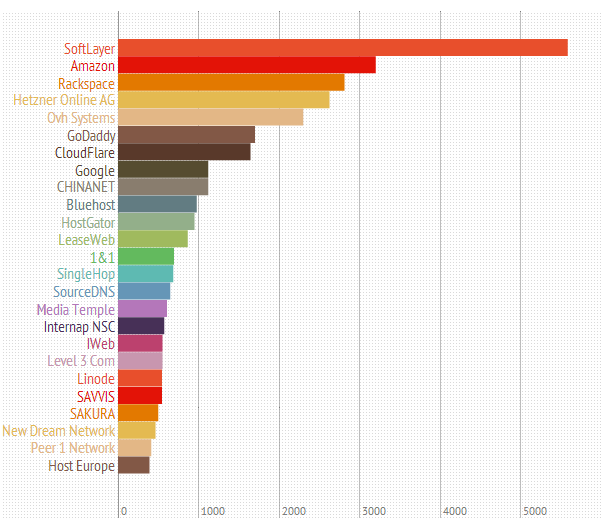 SoftLayer
Amazon
Rackspace
Hetzner Online AG
Ovh Systems
GoDaddy
CloudFlare
Google
CHINANET
Bluehost
HostGator
LeaseWeb
1&1
SingleHop
SourceDNS
Media Temple
Internap NSC
IWeb
Level 3 Com
Linode
SAVVIS
SAKURA
New Dream Network
Peer 1 Network
Host Europe
0 1000 2000 3000 4000 5000